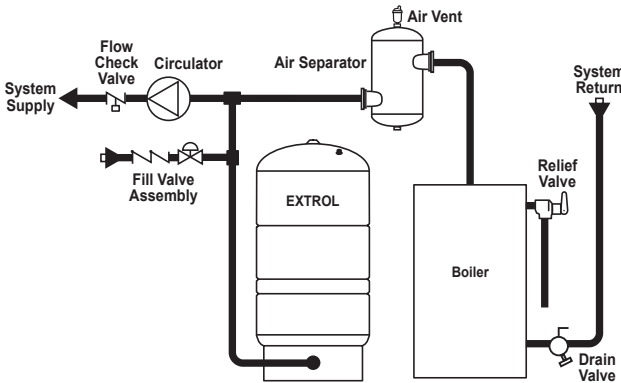 Air Vent
Flow
Check
Valve
Circulator
Air Separator
System
Supply
System
Return
Fill Valve
Assembly
EXTROL
Relief
Valve
Boiler
Drain
Valve